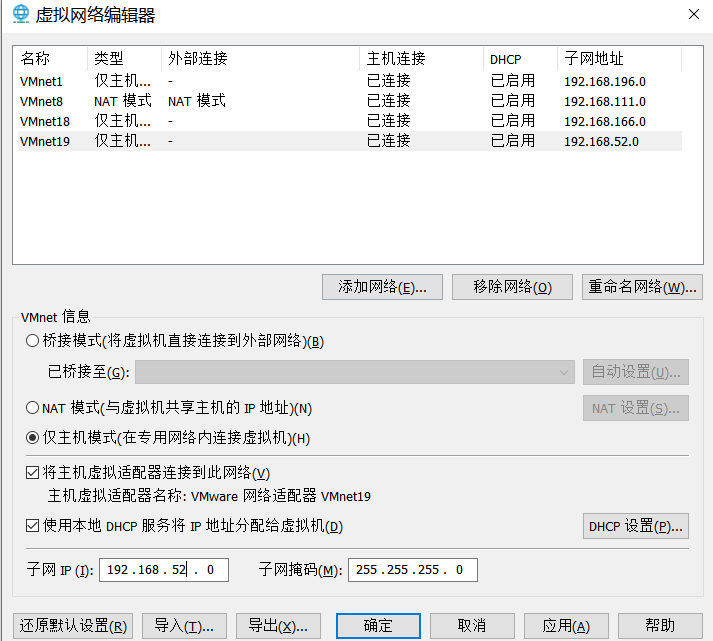 虚拟网络编辑器
名称 类型 外部连接 主机连接 DHCP 子网地址
VMnet1 仅主机... - 已连接 已启用 192.168.196.0
VMnet8 NAT 模式 NAT 模式 已连接 已启用 192.168.111.0
VMnet18 仅主机... - 已连接 已启用 192.168.166.0
VMnet19 仅主机... - 已连接 已启用 192.168.52.0
添加网络(E)... 移除网络(O) 重命名网络(W)...
VMnet 信息
桥接模式(将虚拟机直接连接到外部网络)(B)
已桥接至(G): 自动设置(U)...
NAT 模式(与虚拟机共享主机的 IP 地址)(N) NAT 设置(S)...
仅主机模式(在专用网络内连接虚拟机)(H)
将主机虚拟适配器连接到此网络(V)
主机虚拟适配器名称: VMware 网络适配器 VMnet19
使用本地 DHCP 服务将 IP 地址分配给虚拟机(D) DHCP 设置(P)...
子网 IP (I): 192 . 168 . 52 . 0 子网掩码(M): 255 . 255 . 255 . 0
还原默认设置(R) 导入(T)... 导出(X)... 确定 取消 应用(A) 帮助